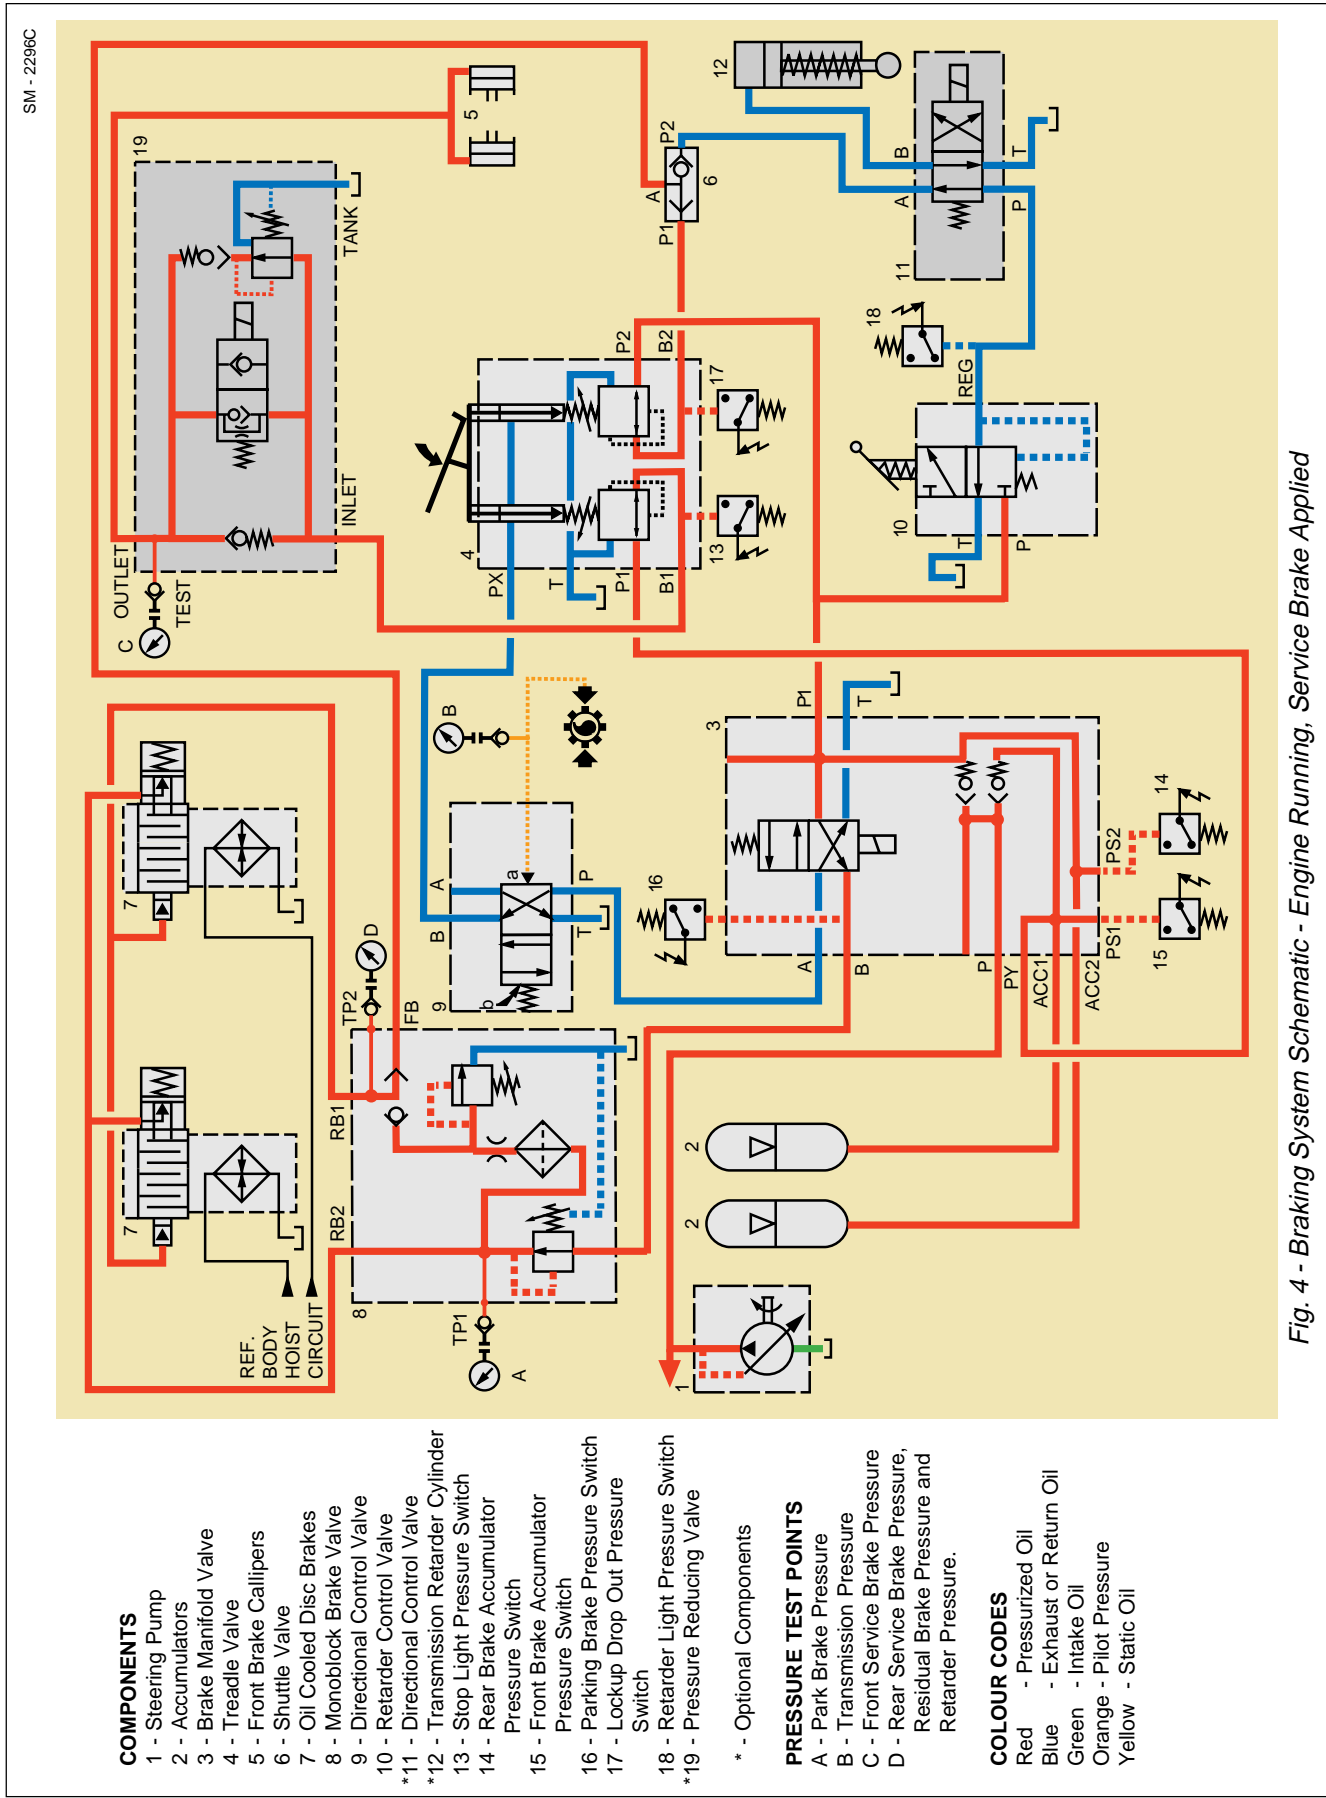 SM - 2296C
COMPONENTS
1 - Steering Pump
2 - Accumulators
3 - Brake Manifold Valve
4 - Treadle Valve
5 - Front Brake Callipers
6 - Shuttle Valve
7 - Oil Cooled Disc Brakes
8 - Monoblock Brake Valve
9 - Directional Control Valve
10 - Retarder Control Valve
*11 - Directional Control Valve
*12 - Transmission Retarder Cylinder
13 - Stop Light Pressure Switch
14 - Rear Brake Accumulator
Pressure Switch
15 - Front Brake Accumulator
Pressure Switch
16 - Parking Brake Pressure Switch
17 - Lockup Drop Out Pressure
Switch
18 - Retarder Light Pressure Switch
*19 - Pressure Reducing Valve
* - Optional Components
PRESSURE TEST POINTS
A - Park Brake Pressure
B - Transmission Pressure
C - Front Service Brake Pressure
D - Rear Service Brake Pressure,
Residual Brake Pressure and
Retarder Pressure.
COLOUR CODES
Red - Pressurized Oil
Blue - Exhaust or Return Oil
Green - Intake Oil
Orange - Pilot Pressure
Yellow - Static Oil
REF.
BODY
HOIST
CIRCUIT
7
7
RB2
RB1
TP2
D
FB
8
TP1
A
1
2
2
9
B
A
b
a
T
P
B
16
A
B
P
PY
ACC1
ACC2
PS1
PS2
15
14
3
P1
T
C
OUTLET
TEST
INLET
TANK
19
5
4
PX
T
P1
B1
P2
B2
13
17
10
T
P
REG
18
P1
A
P2
6
11
A
B
P
T
12
Fig. 4 - Braking System Schematic - Engine Running, Service Brake Applied